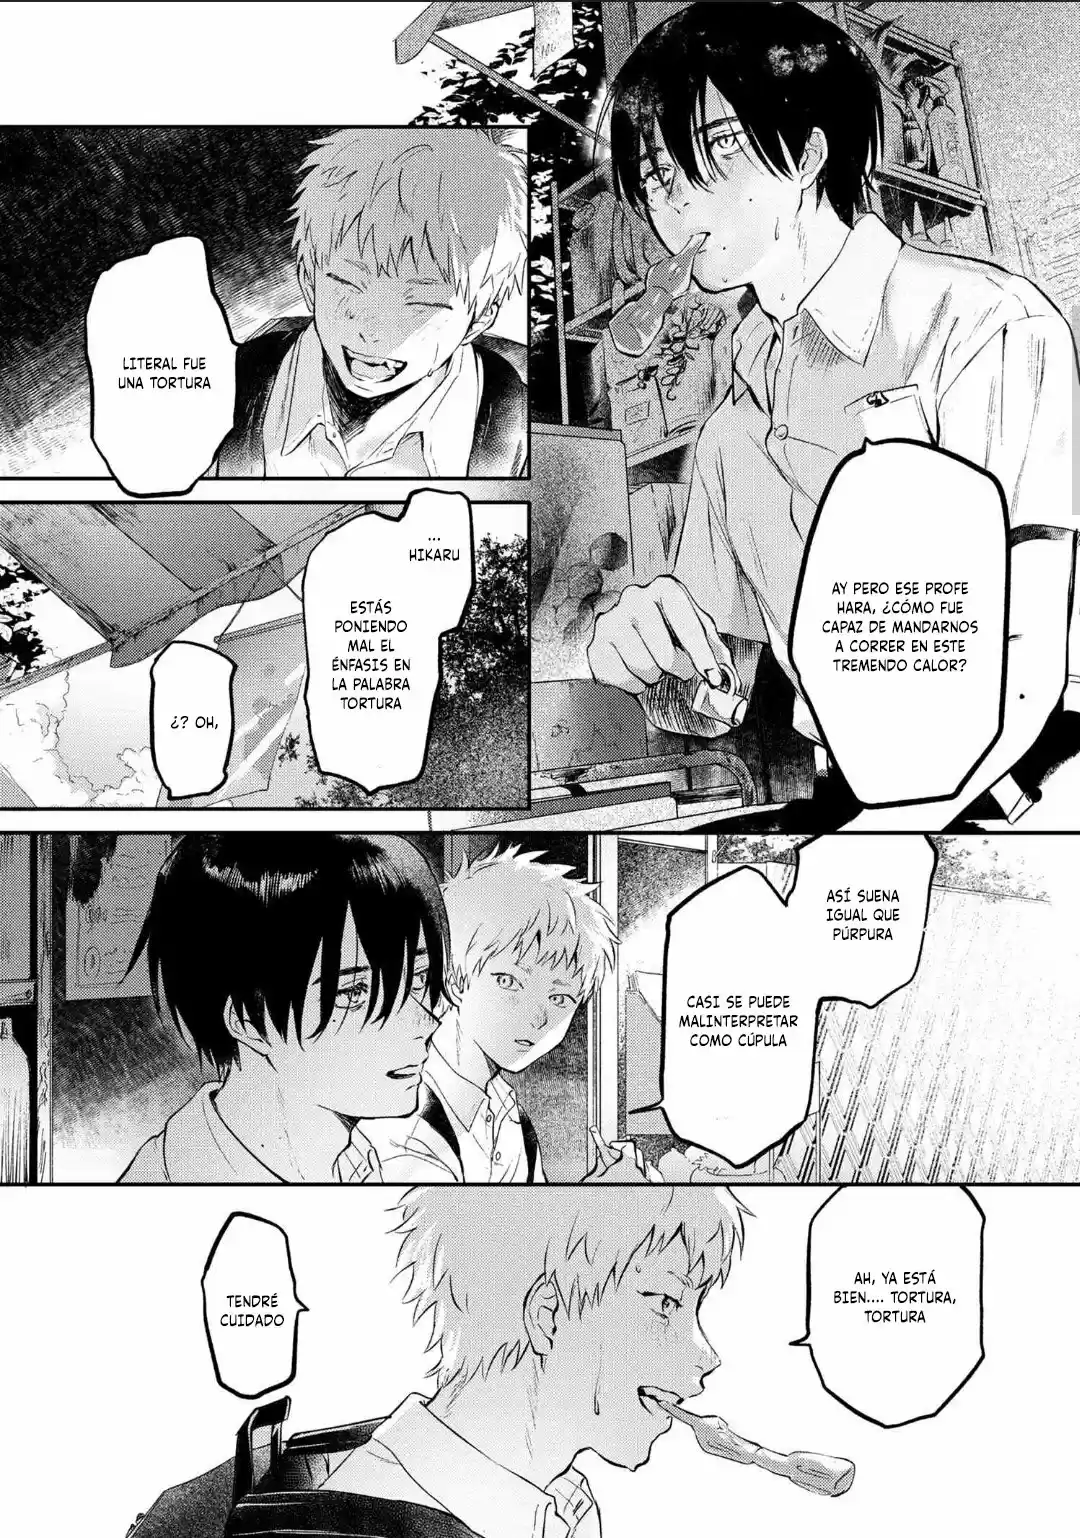 AY PERO ESE PROFE
HARA, ¿CÓMO FUE
CAPAZ DE MANDARNOS
A CORRER EN ESTE
TREMENDO CALOR?
LITERAL FUE
UNA TORTURA
...
HIKARU
ESTÁS
PONIENDO
MAL EL
ÉNFASIS EN
LA PALABRA
TORTURA
¿? OH,
ASÍ SUENA
IGUAL QUE
PÚRPURA
CASI SE PUEDE
MALINTERPRETAR
COMO CÚPULA
AH, YA ESTÁ
BIEN.... TORTURA,
TORTURA
TENDRÉ
CUIDADO